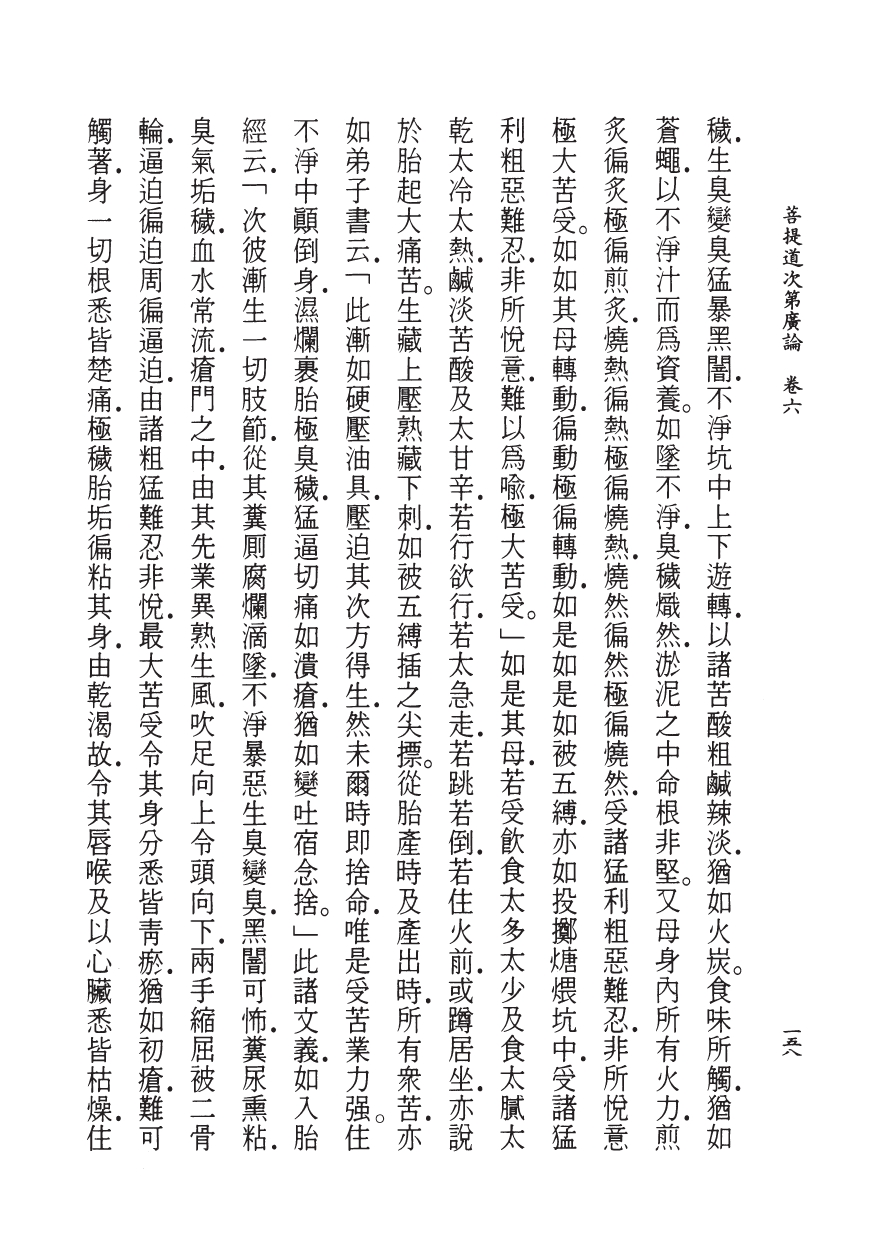 菩提道次第廣論　卷六
一五八
穢．生臭變臭猛暴黑闇．不淨坑中上下遊轉．以諸苦酸粗鹹辣淡．猶如火炭。食味所觸．猶如
蒼蠅．以不淨汁而爲資養。如墜不淨．臭穢熾然．淤泥之中命根非堅。又母身內所有火力．煎
炙徧炙極徧煎炙．燒熱徧熱極徧燒熱．燒然徧然極徧燒然．受諸猛利粗惡難忍．非所悅意
極大苦受。如如其母轉動．徧動極徧轉動．如是如是如被五縛．亦如投擲煻煨坑中．受諸猛
利粗惡難忍．非所悅意．難以爲喩．極大苦受。」如是其母．若受飮食太多太少及食太膩太
乾太冷太熱．鹹淡苦酸及太甘辛．若行欲行．若太急走．若跳若倒．若住火前．或蹲居坐．亦說
於胎起大痛苦。生藏上壓熟藏下刺．如被五縛插之尖摽。從胎產時及產出時．所有衆苦．亦
如弟子書云．「此漸如硬壓油具．壓迫其次方得生．然未爾時即捨命．唯是受苦業力强。住
不淨中顚倒身．濕爛裹胎極臭穢．猛逼切痛如潰瘡．猶如變吐宿念捨。」此諸文義．如入胎
經云．「次彼漸生一切肢節．從其糞厠腐爛滴墜．不淨暴惡生臭變臭．黑闇可怖．糞尿熏粘．
臭氣垢穢．血水常流．瘡門之中．由其先業異熟生風．吹足向上令頭向下．兩手縮屈被二骨
輪．逼迫徧迫周徧逼迫．由諸粗猛難忍非悅．最大苦受令其身分悉皆靑瘀．猶如初瘡．難可
觸著．身一切根悉皆楚痛．極穢胎垢徧粘其身．由乾渴故．令其唇喉及以心臟悉皆枯燥．住